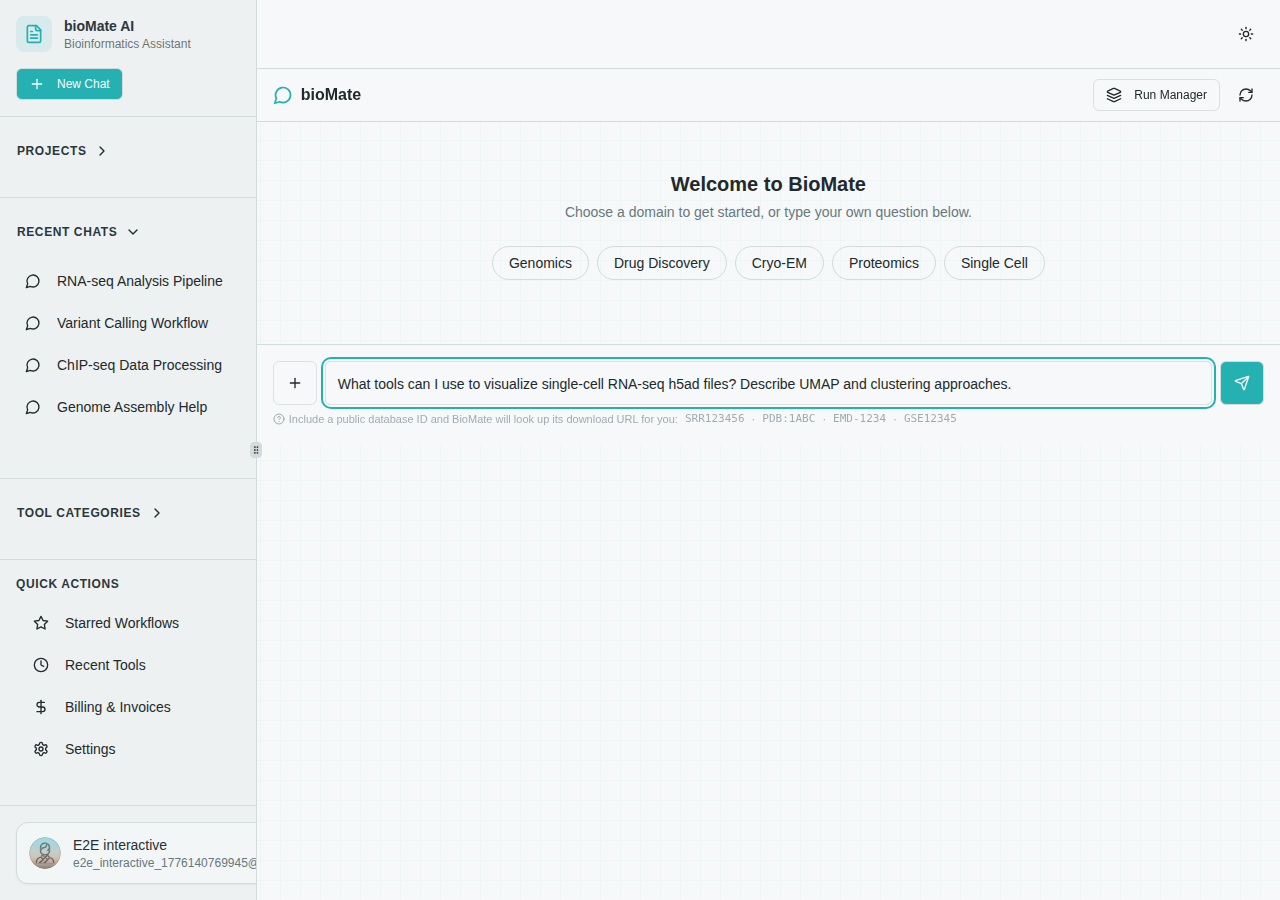 bioMate AI
Bioinformatics Assistant
New Chat
PROJECTS
RECENT CHATS
RNA-seq Analysis Pipeline
Variant Calling Workflow
ChIP-seq Data Processing
Genome Assembly Help
TOOL CATEGORIES
QUICK ACTIONS
Starred Workflows
Recent Tools
Billing & Invoices
Settings
E2E interactive
e2e_interactive_1776140769945@
bioMate
Run Manager
Welcome to BioMate
Choose a domain to get started, or type your own question below.
Genomics
Drug Discovery
Cryo-EM
Proteomics
Single Cell
What tools can I use to visualize single-cell RNA-seq h5ad files? Describe UMAP and clustering approaches.
Include a public database ID and BioMate will look up its download URL for you: SRR123456 · PDB:1ABC · EMD-1234 · GSE12345